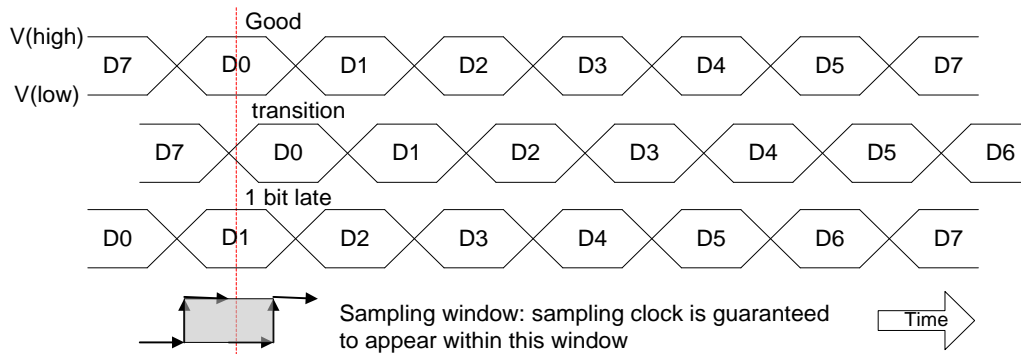 Good
V(high)
D7 D0 D1 D2 D3 D4 D5 D7
V(low)
transition
D7 D0 D1 D2 D3 D4 D5 D6
1 bit late
D0 D1 D2 D3 D4 D5 D6 D7
Sampling window: sampling clock is guaranteed
to appear within this window
Time